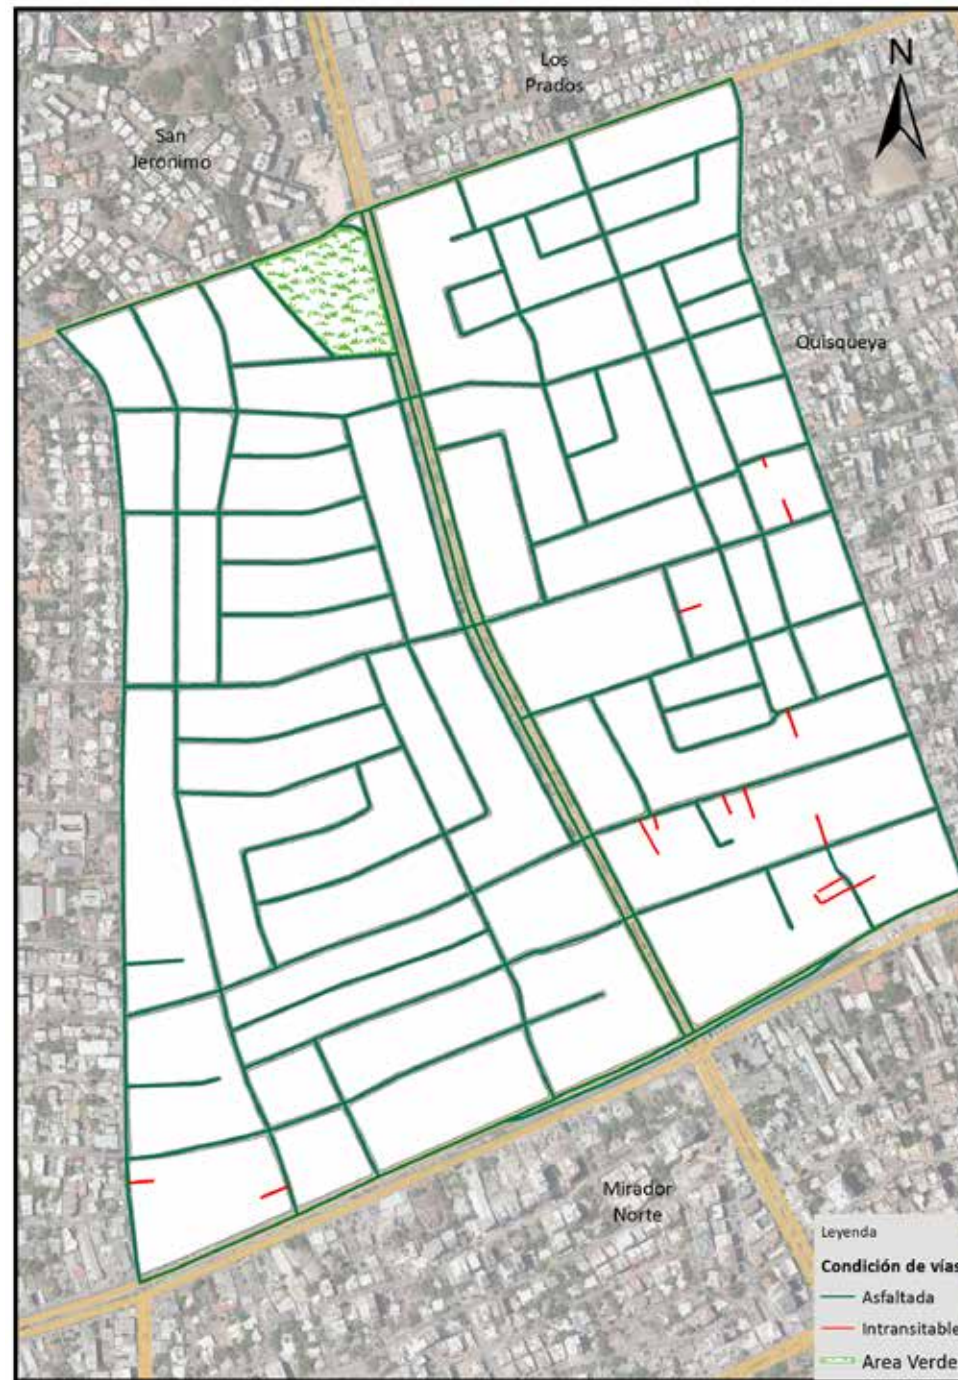 Los
Prados
N
San
Jeronimo
Quisqueya
Mirador
Norte
Leyenda
Condición de vías
Asfaltada
Intransitable
Area Verde